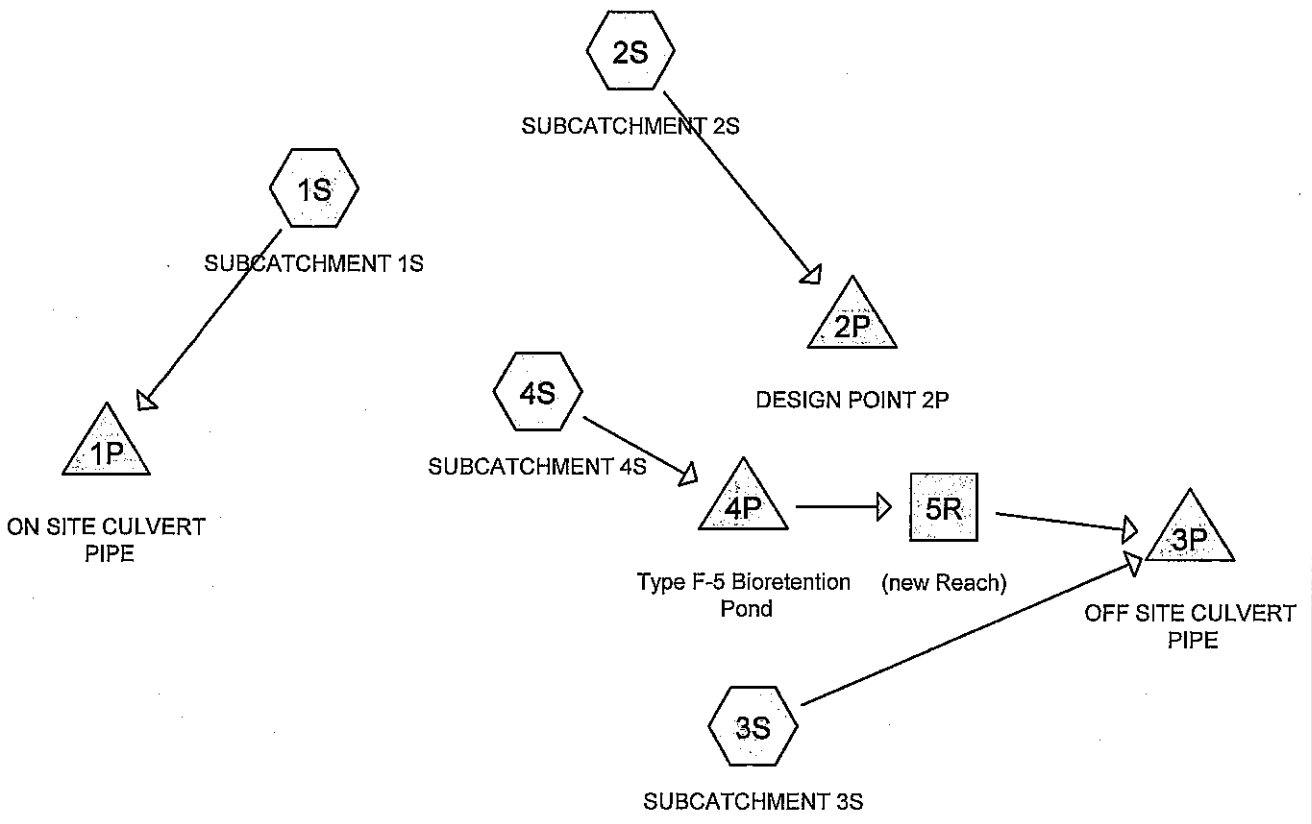 2S
SUBCATCHMENT 2S
1S
SUBCATCHMENT 1S
2P
DESIGN POINT 2P
4S
SUBCATCHMENT 4S
1P
ON SITE CULVERT
PIPE
4P
Type F-5 Bioretention
Pond
5R
(new Reach)
3P
OFF SITE CULVERT
PIPE
3S
SUBCATCHMENT 3S